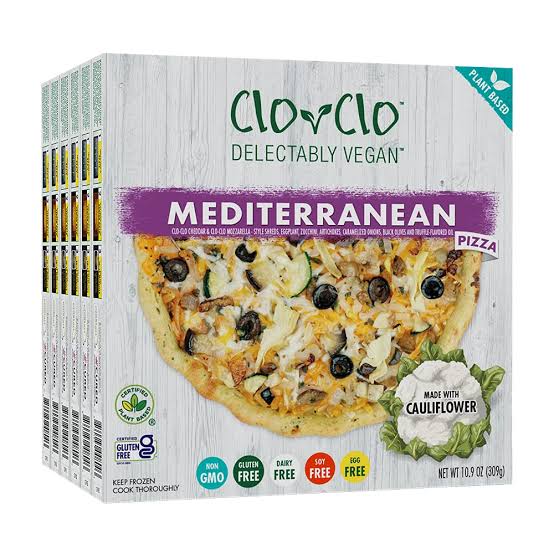 PLANT BASED
Clo-Clo™
DELECTABLY VEGAN™
MEDITERRANEAN
CLO-CLO CHEDDAR & CLO-CLO MOZZARELLA - STYLE SHREDS, EGGPLANT, ZUCCHINI, ARTICHOKES, CARAMELIZED ONIONS, BLACK OLIVES AND TRUFFLE-FLAVORED OIL
PIZZA
CERTIFIED
PLANT BASED
®
MADE WITH
CAULIFLOWER
CERTIFIED
GLUTEN
FREE
NON
GMO
GLUTEN
FREE
DAIRY
FREE
SOY
FREE
EGG
FREE
KEEP FROZEN
COOK THOROUGHLY
NET WT 10.9 OZ (309g)